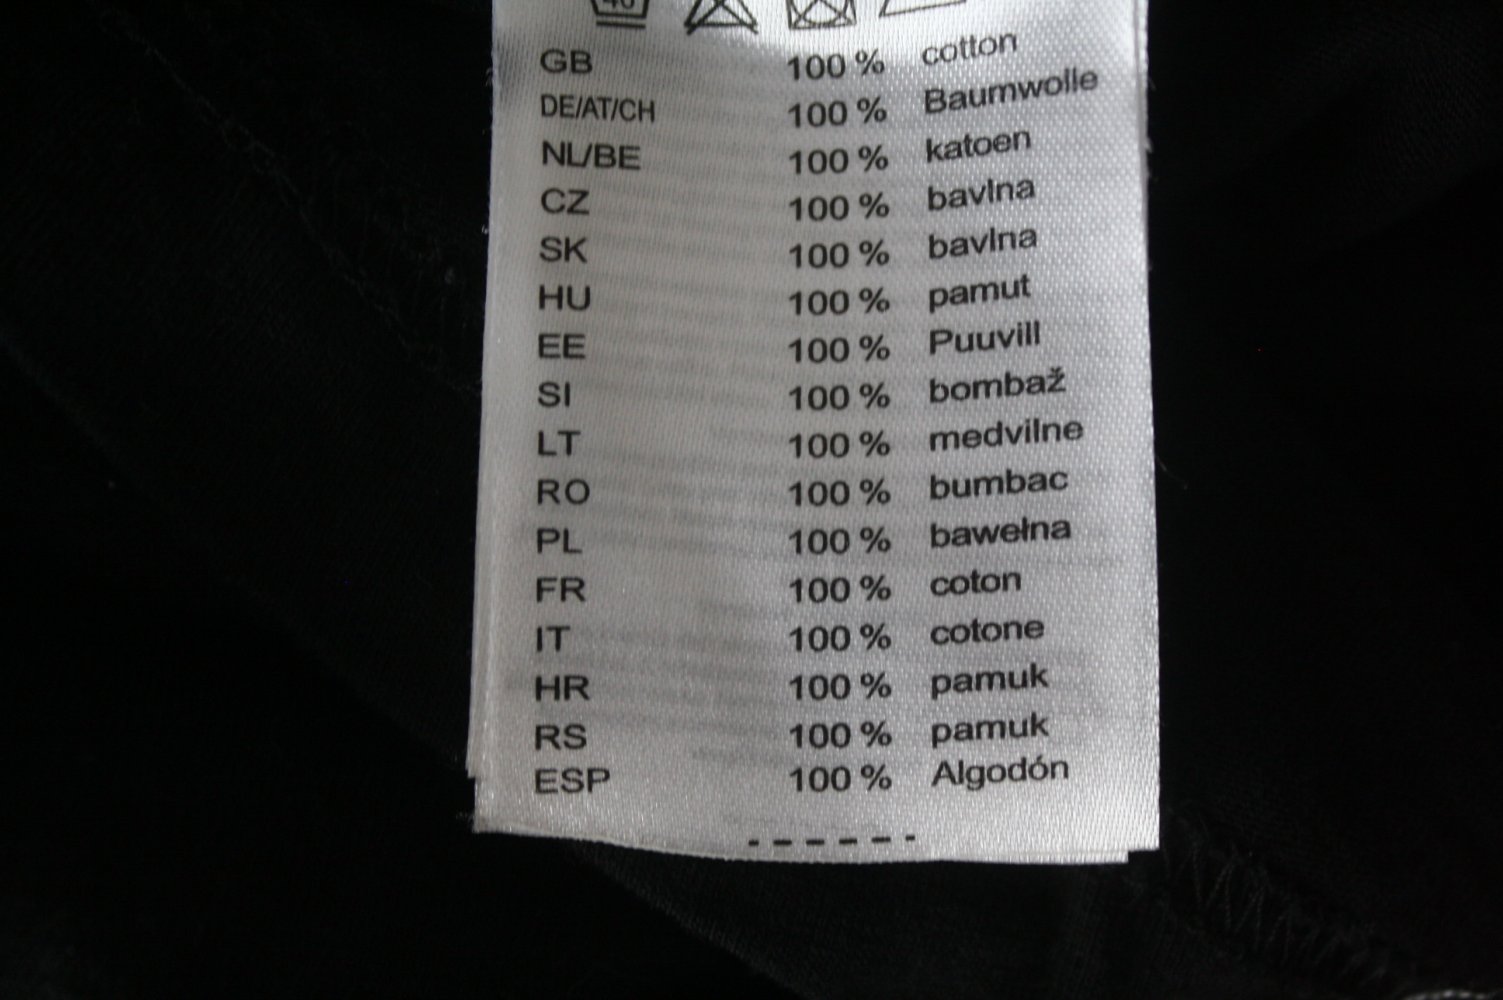 40
GB 100 % cotton
DE/AT/CH 100 % Baumwolle
NL/BE 100 % katoen
CZ 100 % bavlna
SK 100 % bavlna
HU 100 % pamut
EE 100 % Puuvill
SI 100 % bombaž
LT 100 % medvilne
RO 100 % bumbac
PL 100 % bawełna
FR 100 % coton
IT 100 % cotone
HR 100 % pamuk
RS 100 % pamuk
ESP 100 % Algodón